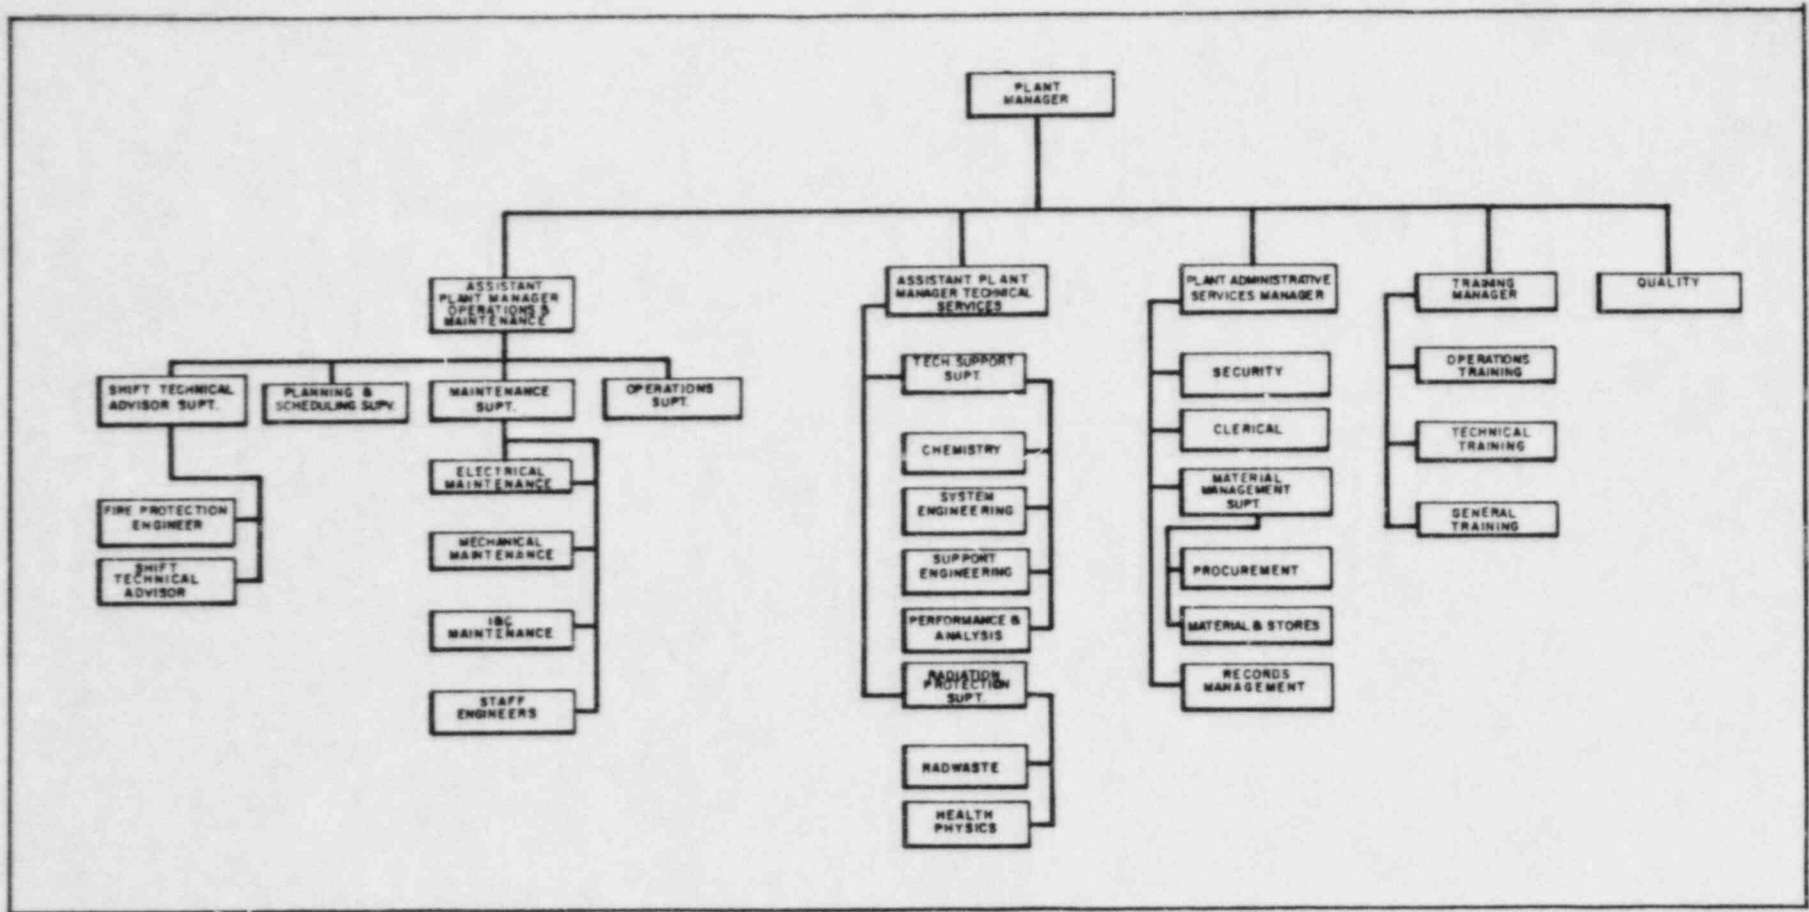 PLANT
MANAGER
ASSISTANT
PLANT MANAGER
OPERATIONS &
MAINTENANCE
ASSISTANT PLANT
MANAGER TECHNICAL
SERVICES
PLANT ADMINISTRATIVE
SERVICES MANAGER
TRAINING
MANAGER
QUALITY
SHIFT TECHNICAL
ADVISOR SUPT.
PLANNING &
SCHEDULING SUPV.
MAINTENANCE
SUPT.
OPERATIONS
SUPT.
FIRE PROTECTION
ENGINEER
SHIFT
TECHNICAL
ADVISOR
ELECTRICAL
MAINTENANCE
MECHANICAL
MAINTENANCE
I&C
MAINTENANCE
STAFF
ENGINEERS
TECH SUPPORT
SUPT.
CHEMISTRY
SYSTEM
ENGINEERING
SUPPORT
ENGINEERING
PERFORMANCE &
ANALYSIS
RADIATION
PROTECTION
SUPT.
RADWASTE
HEALTH
PHYSICS
SECURITY
CLERICAL
MATERIAL
MANAGEMENT
SUPT.
PROCUREMENT
MATERIAL & STORES
RECORDS
MANAGEMENT
OPERATIONS
TRAINING
TECHNICAL
TRAINING
GENERAL
TRAINING